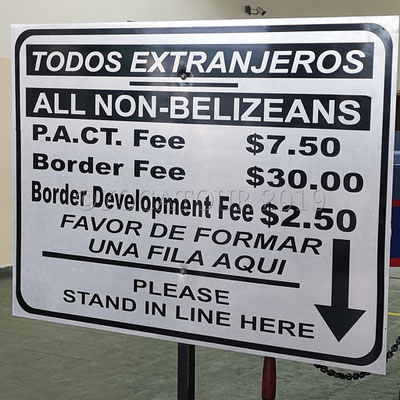 TODOS EXTRANJEROS
ALL NON-BELIZEANS
P.A.CT. Fee $7.50
Border Fee $30.00
Border Development Fee $2.50
FAVOR DE FORMAR
UNA FILA AQUI
PLEASE
STAND IN LINE HERE